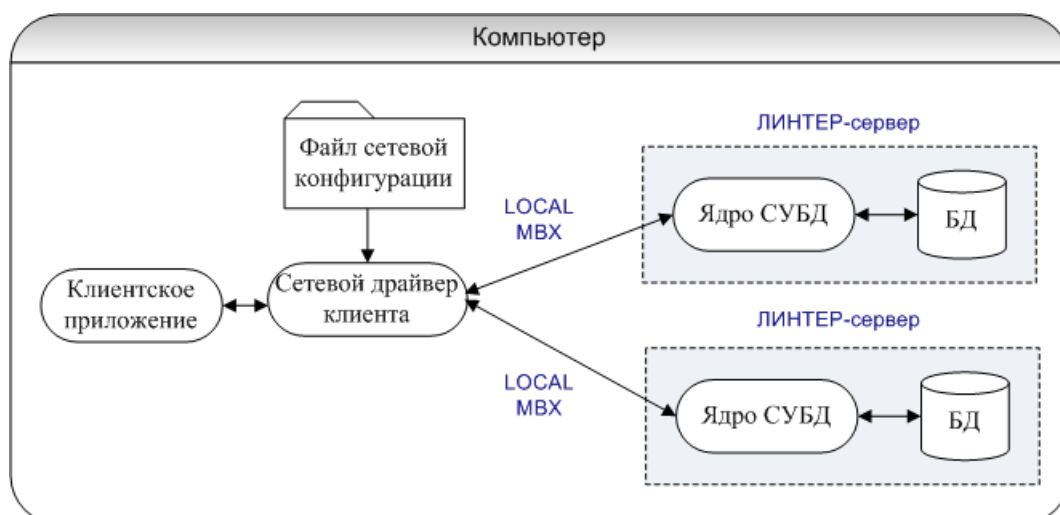 Компьютер
Файл сетевой
конфигурации
Клиентское
приложение
Сетевой драйвер
клиента
LOCAL
MBX
ЛИНТЕР-сервер
Ядро СУБД
БД
LOCAL
MBX
ЛИНТЕР-сервер
Ядро СУБД
БД